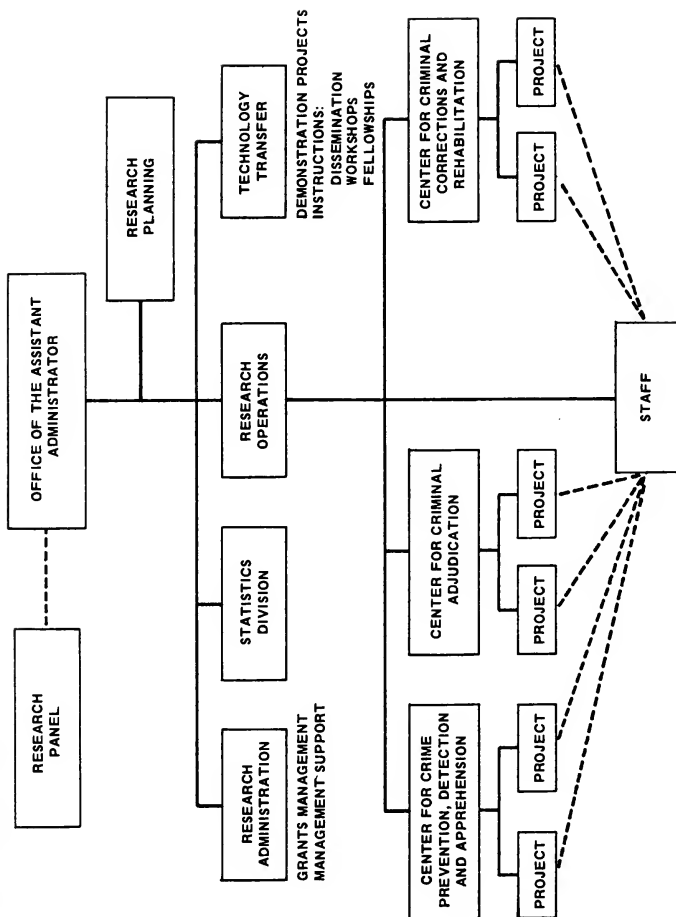 RESEARCH
PANEL
OFFICE OF THE ASSISTANT
ADMINISTRATOR
RESEARCH
PLANNING
RESEARCH
ADMINISTRATION
GRANTS MANAGEMENT
MANAGEMENT SUPPORT
STATISTICS
DIVISION
RESEARCH
OPERATIONS
TECHNOLOGY
TRANSFER
DEMONSTRATION PROJECTS
INSTRUCTIONS:
DISSEMINATION
WORKSHOPS
FELLOWSHIPS
CENTER FOR CRIME
PREVENTION, DETECTION
AND APPREHENSION
CENTER FOR CRIMINAL
ADJUDICATION
CENTER FOR CRIMINAL
CORRECTIONS AND
REHABILITATION
PROJECT
PROJECT
PROJECT
PROJECT
PROJECT
PROJECT
STAFF